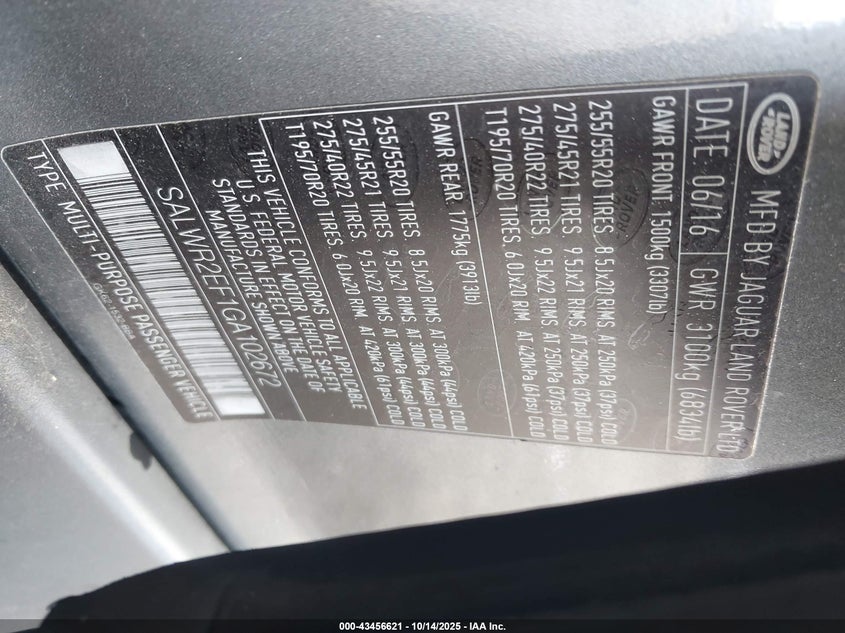 LAND
ROVER
MFD BY JAGUAR LAND ROVER LTD
DATE 06/16 GWR 3100kg (6834lb)
GAWR FRONT 1500kg (3307lb)
255/55R20 TIRES, 8.5Jx20 RIMS AT 250kPa (37psi) COLD
275/45R21 TIRES, 9.5Jx21 RIMS AT 250kPa (37psi) COLD
275/40R22 TIRES, 9.5Jx22 RIMS AT 250kPa (37psi) COLD
T195/70R20 TIRES, 6.0Jx20 RIM, AT 420kPa (61psi) COLD
GAWR REAR 1775kg (3913lb)
255/55R20 TIRES, 8.5Jx20 RIMS AT 300kPa (44psi) COLD
275/45R21 TIRES, 9.5Jx21 RIMS AT 300kPa (44psi) COLD
275/40R22 TIRES, 9.5Jx22 RIMS AT 300kPa (44psi) COLD
T195/70R20 TIRES, 6.0Jx20 RIM, AT 420kPa (61psi) COLD
THIS VEHICLE CONFORMS TO ALL APPLICABLE
U.S. FEDERAL MOTOR VEHICLE SAFETY
STANDARDS IN EFFECT ON THE DATE OF
MANUFACTURE SHOWN ABOVE
SALWR2EF1GA102672
TYPE MULTI-PURPOSE PASSENGER VEHICLE
000-43456621 - 10/14/2025 - IAA Inc.